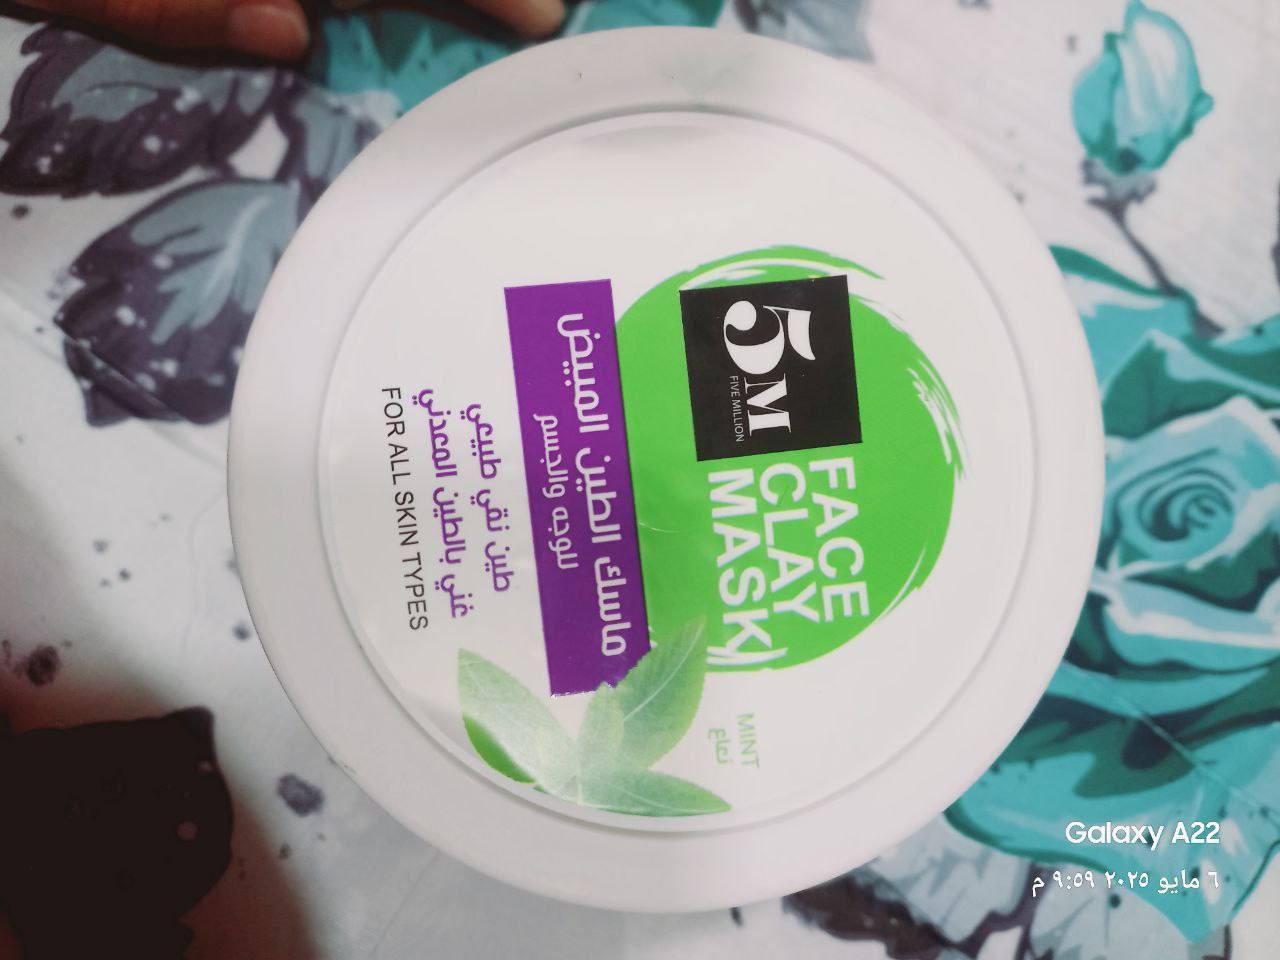 5M
FIVE MILLION
FACE
CLAY
MASK
MINT
نعناع
ماسك الطين المبيض
للوجه والجسم
طين نقي طبيعي
غني بالطين المعدني
FOR ALL SKIN TYPES
Galaxy A22
٦ مايو ٢٠٢٥ ٩:٥٩ م